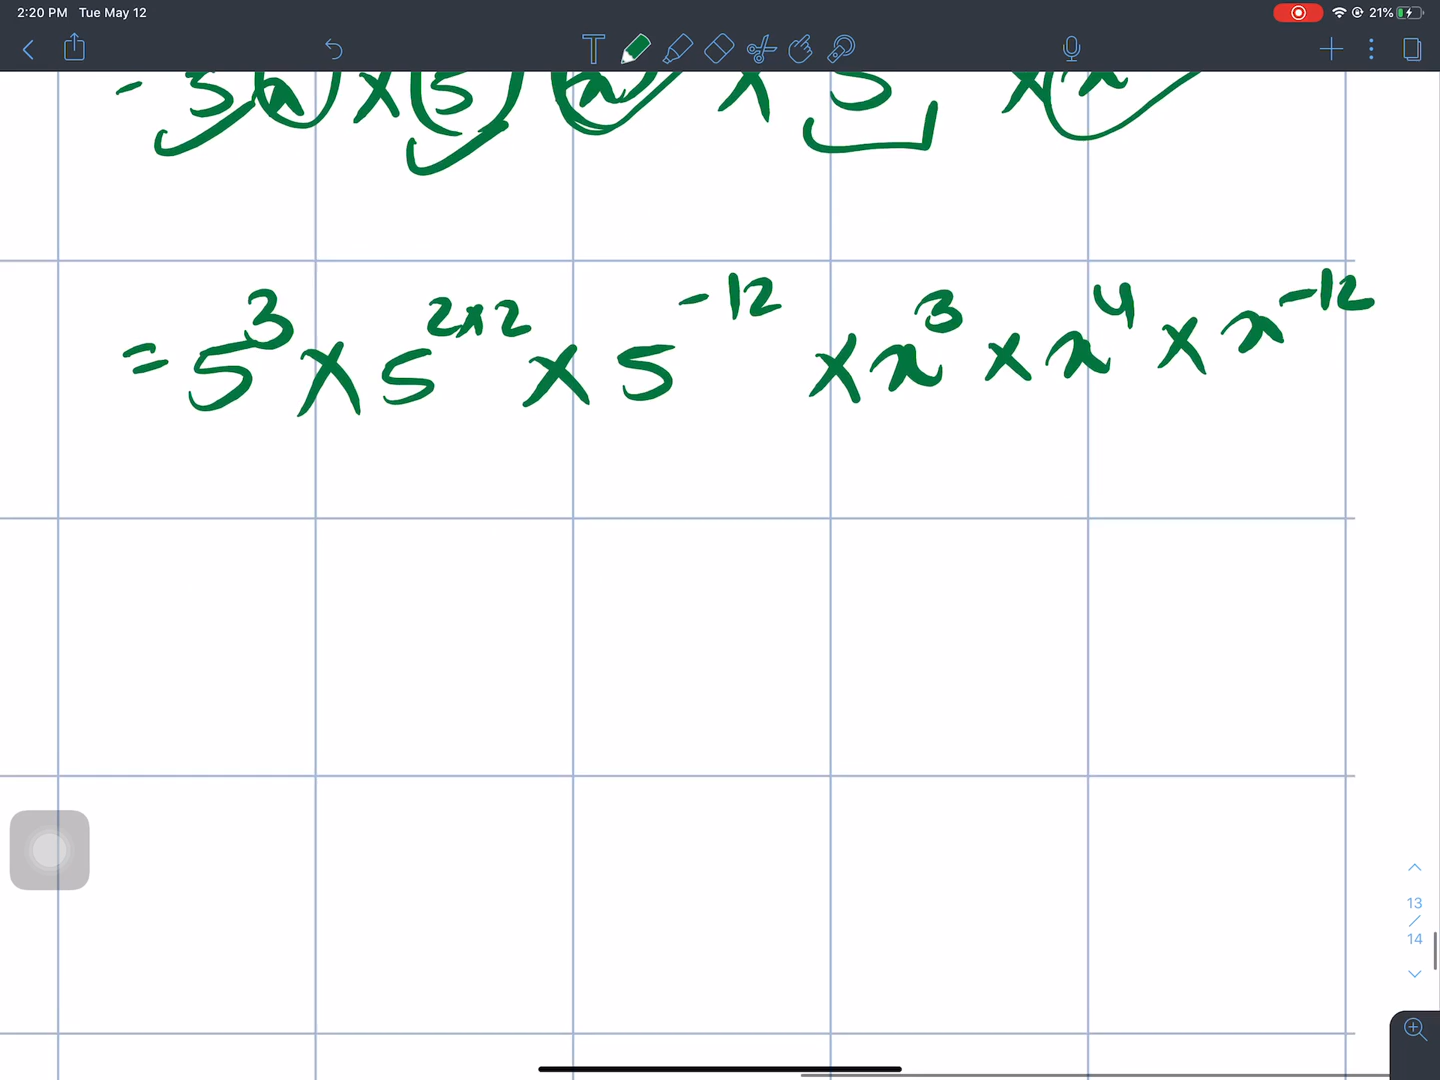 2:20 PM Tue May 12 21%
T
= 5^3 × 5^{2×2} × 5^{-12} × x^3 × x^4 × x^{-12}
13
/
14